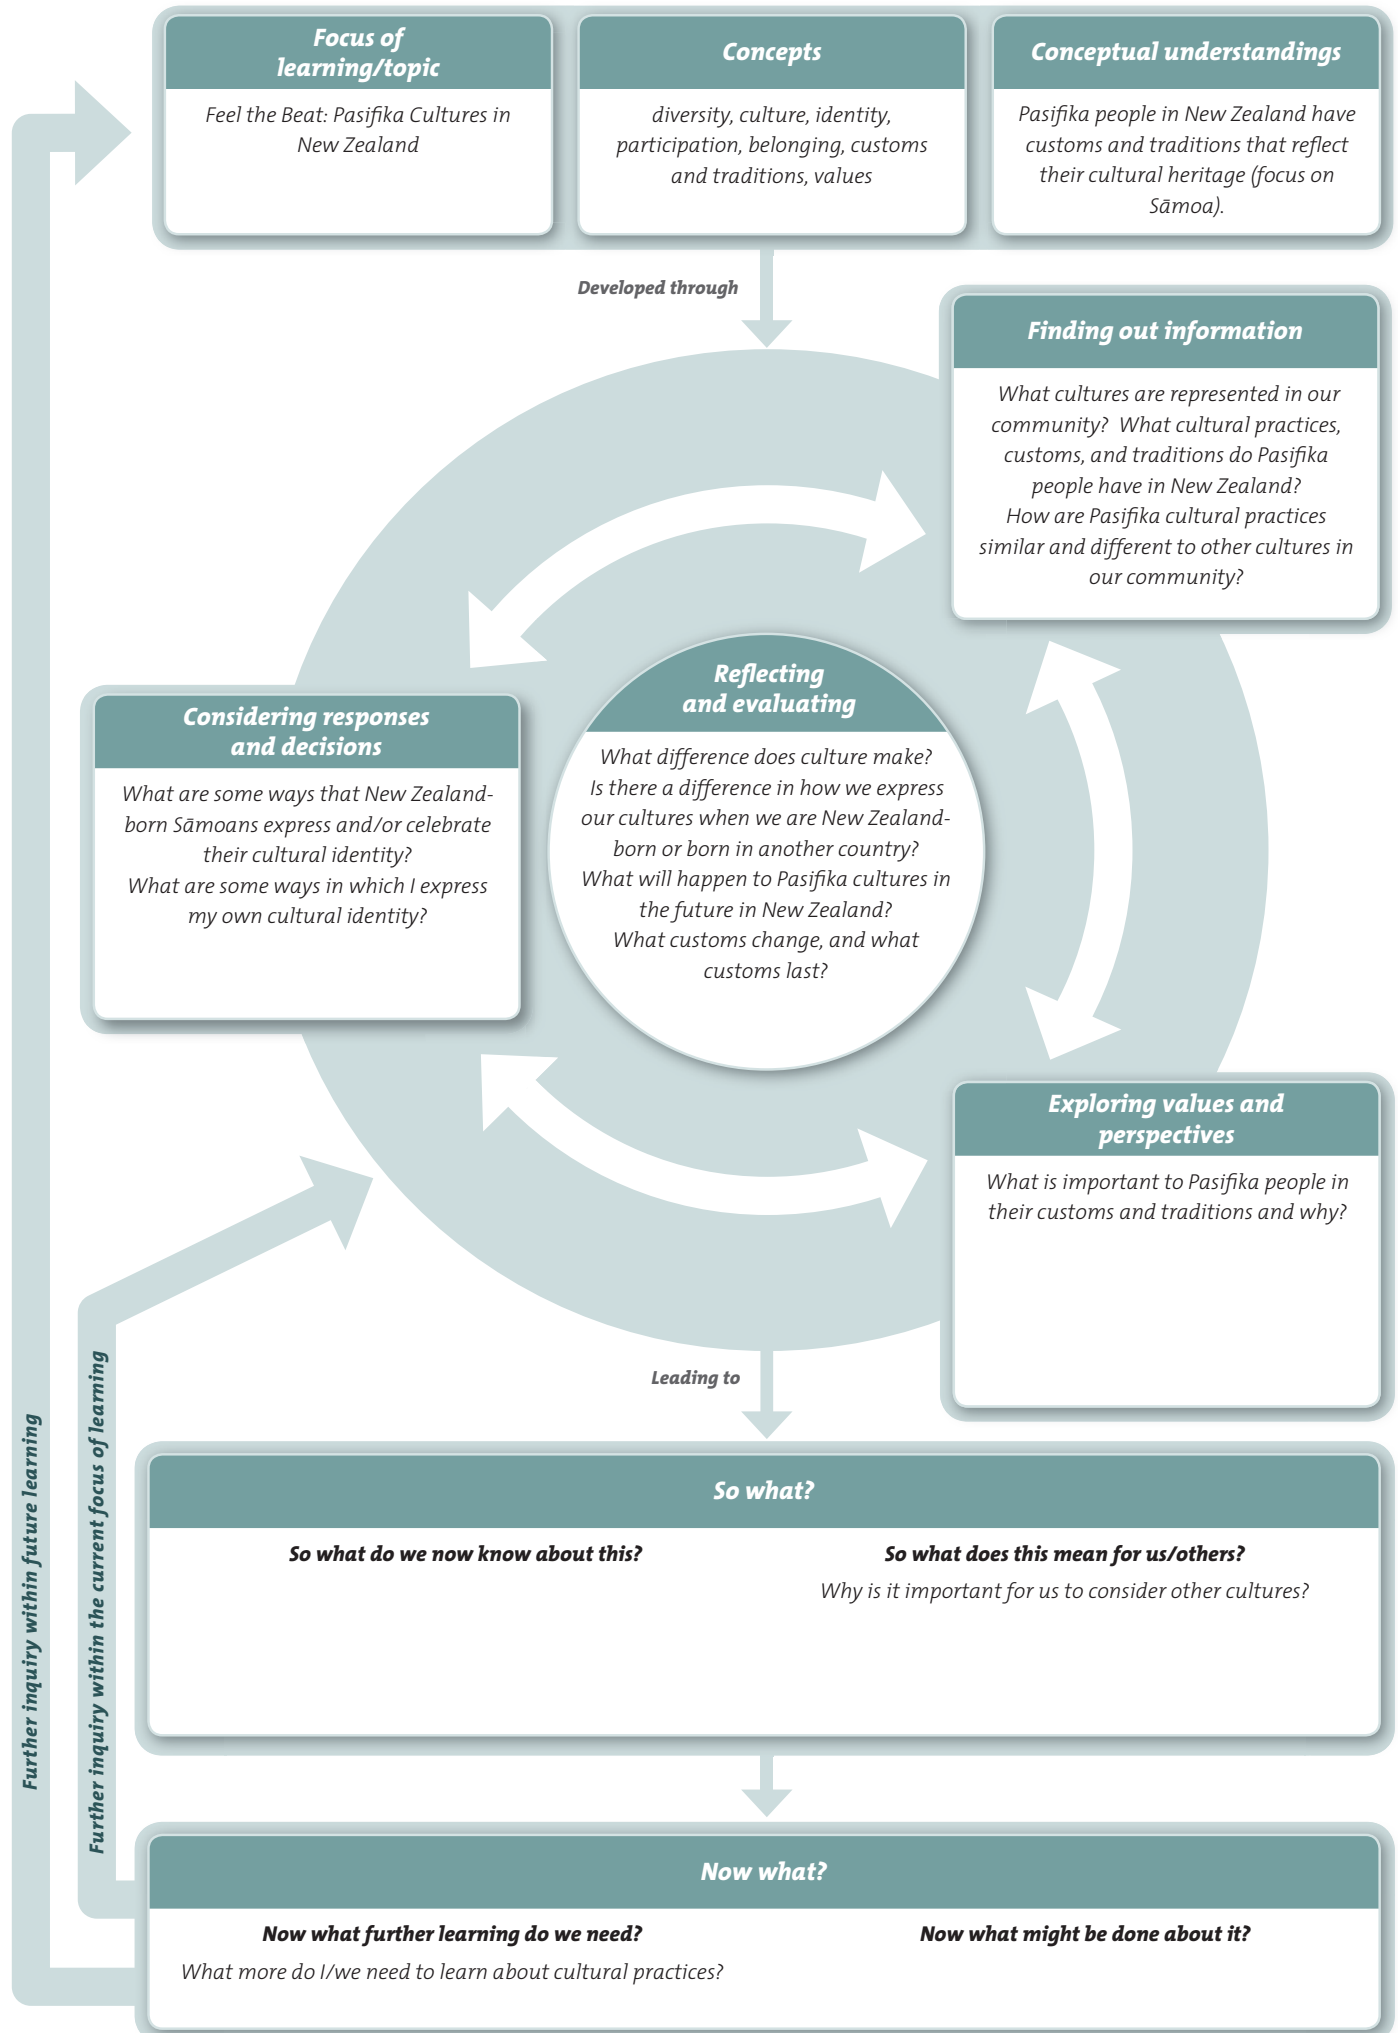 Focus of
learning/topic
Feel the Beat: Pasifika Cultures in
New Zealand
Concepts
diversity, culture, identity,
participation, belonging, customs
and traditions, values
Conceptual understandings
Pasifika people in New Zealand have
customs and traditions that reflect
their cultural heritage (focus on
Sāmoa).
Developed through
Finding out information
What cultures are represented in our
community?  What cultural practices,
customs, and traditions do Pasifika
people have in New Zealand?
How are Pasifika cultural practices
similar and different to other cultures in
our community?
Reflecting
and evaluating
What difference does culture make?
Is there a difference in how we express
our cultures when we are New Zealand-
born or born in another country?
What will happen to Pasifika cultures in
the future in New Zealand?
What customs change, and what
customs last?
Considering responses
and decisions
What are some ways that New Zealand-
born Sāmoans express and/or celebrate
their cultural identity?
What are some ways in which I express
my own cultural identity?
Exploring values and
perspectives
What is important to Pasifika people in
their customs and traditions and why?
Leading to
So what?
So what do we now know about this?
So what does this mean for us/others?
Why is it important for us to consider other cultures?
Now what?
Now what further learning do we need?
What more do I/we need to learn about cultural practices?
Now what might be done about it?
Further inquiry within the current focus of learning
Further inquiry within future learning